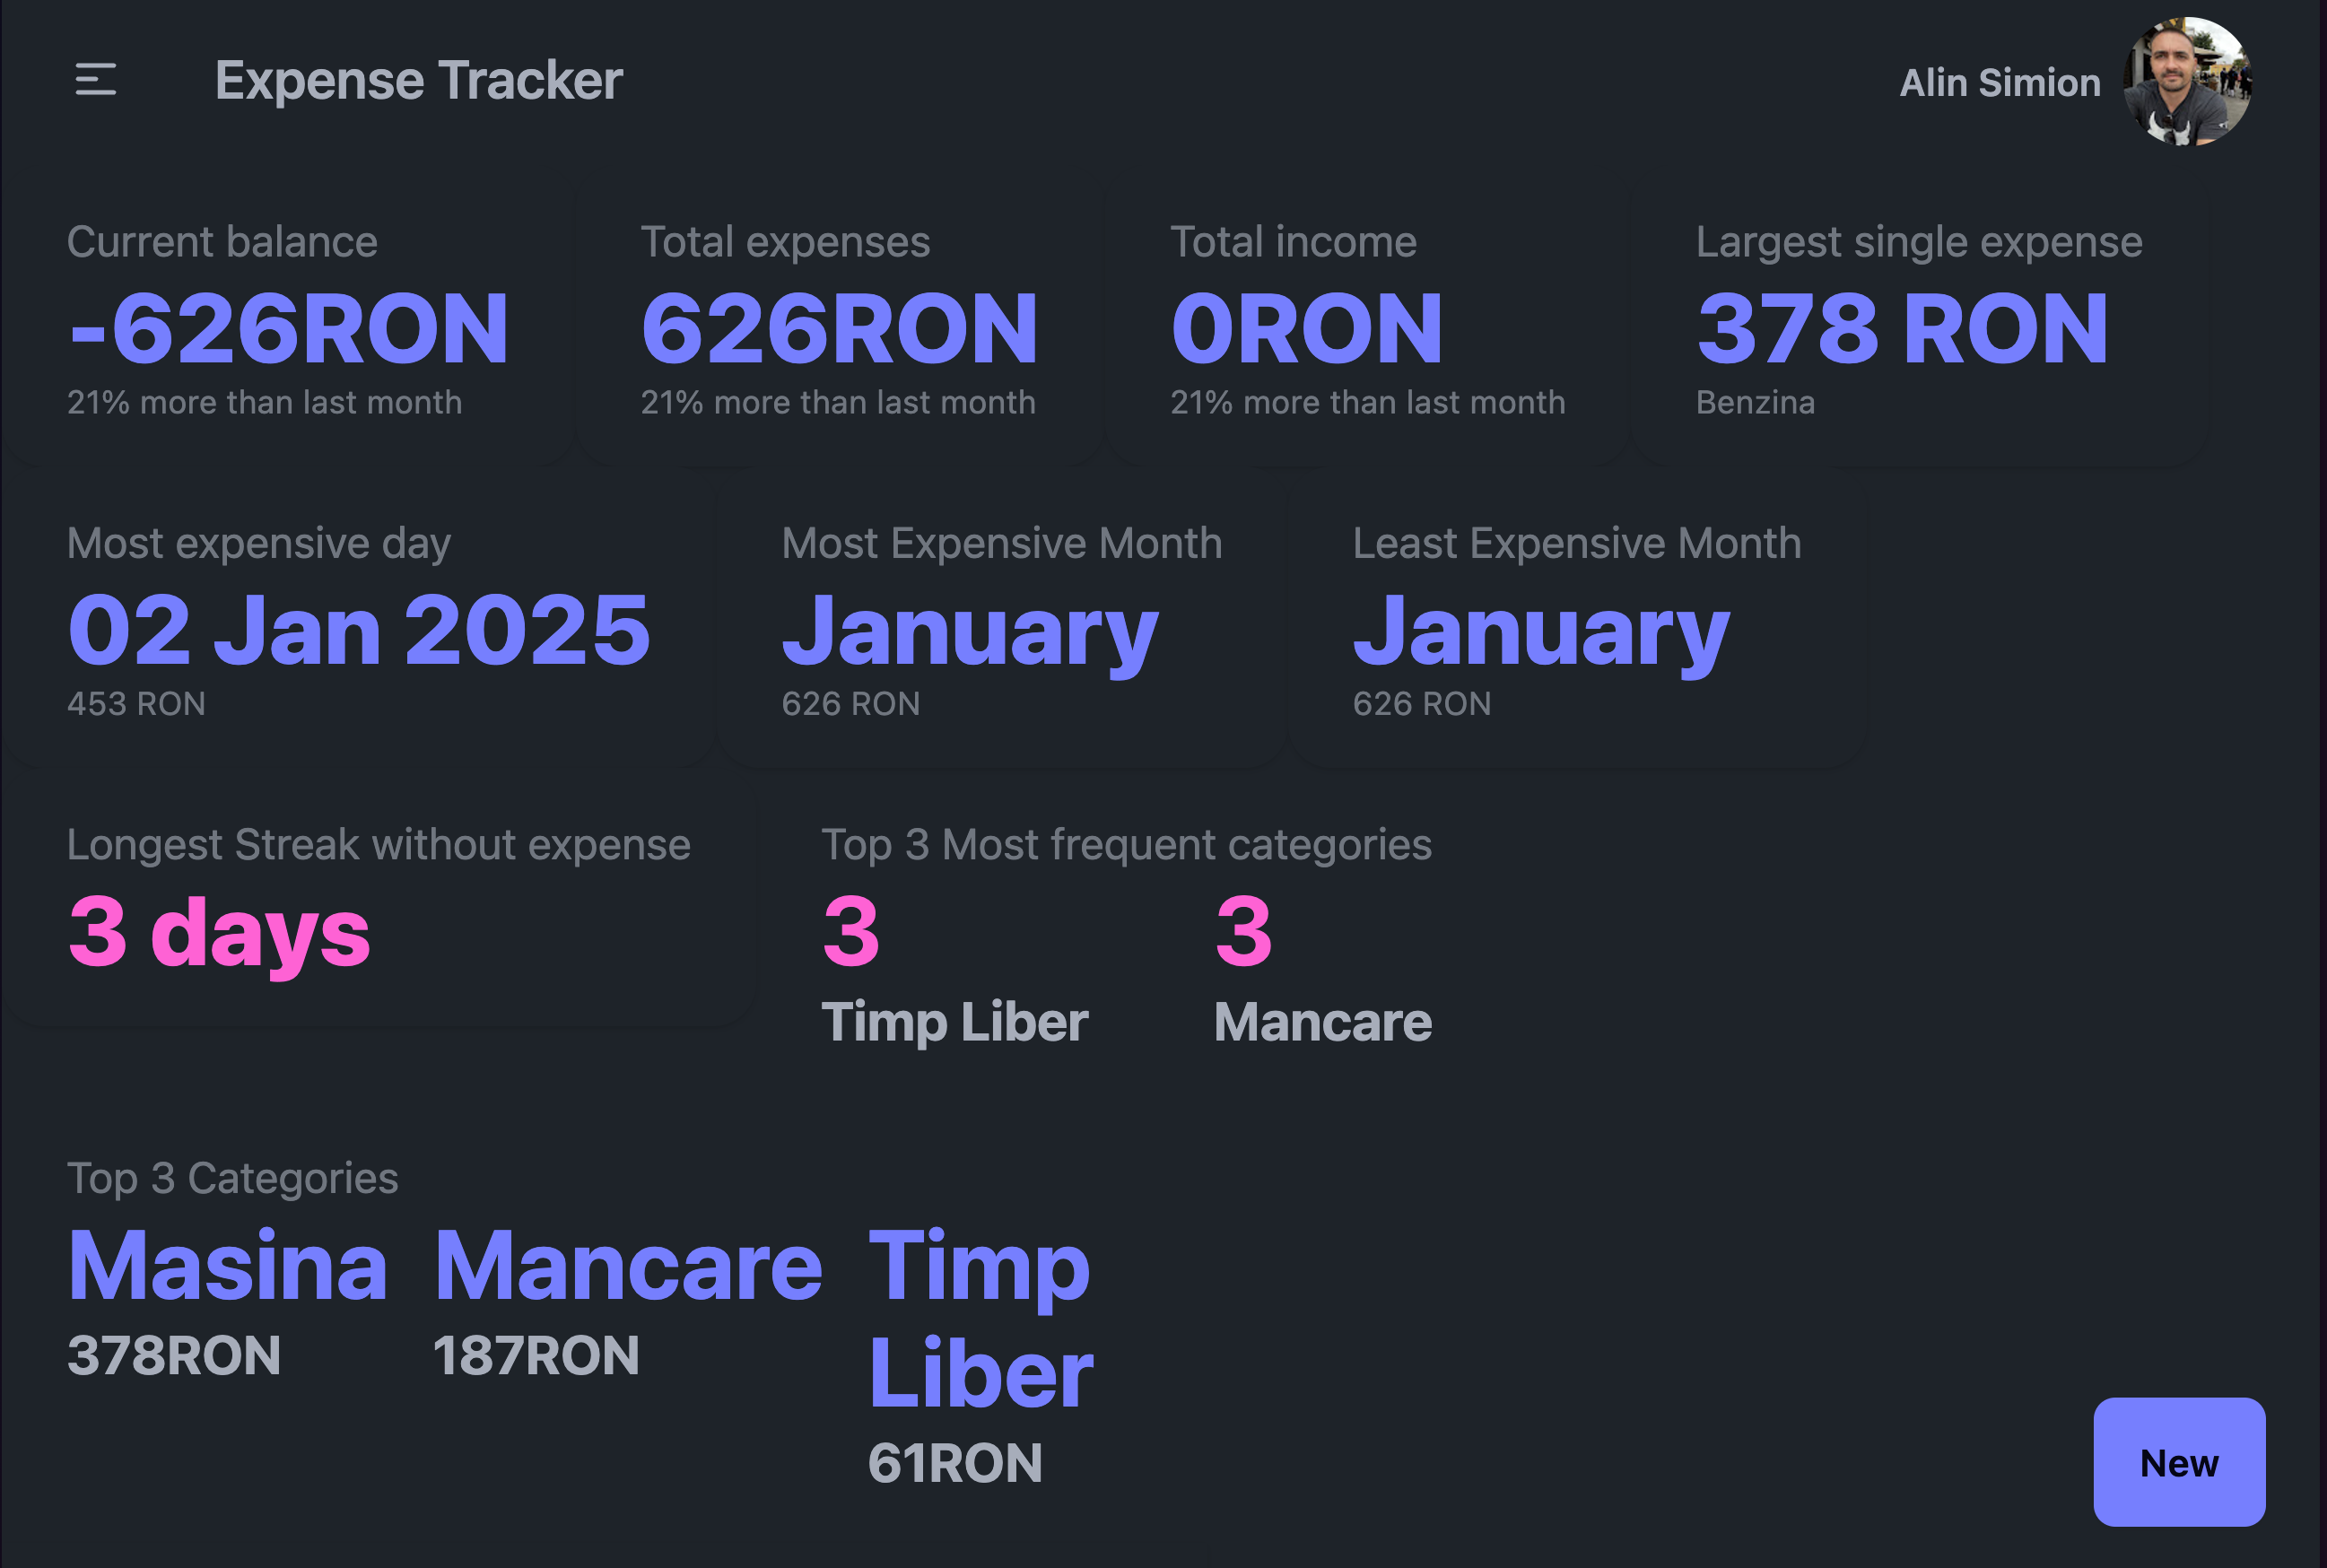 Expense Tracker
Alin Simion
Current balance
-626RON
21% more than last month
Total expenses
626RON
21% more than last month
Total income
0RON
21% more than last month
Largest single expense
378 RON
Benzina
Most expensive day
02 Jan 2025
453 RON
Most Expensive Month
January
626 RON
Least Expensive Month
January
626 RON
Longest Streak without expense
3 days
Top 3 Most frequent categories
3
Timp Liber
3
Mancare
Top 3 Categories
Masina
378RON
Mancare
187RON
Timp
Liber
61RON
New